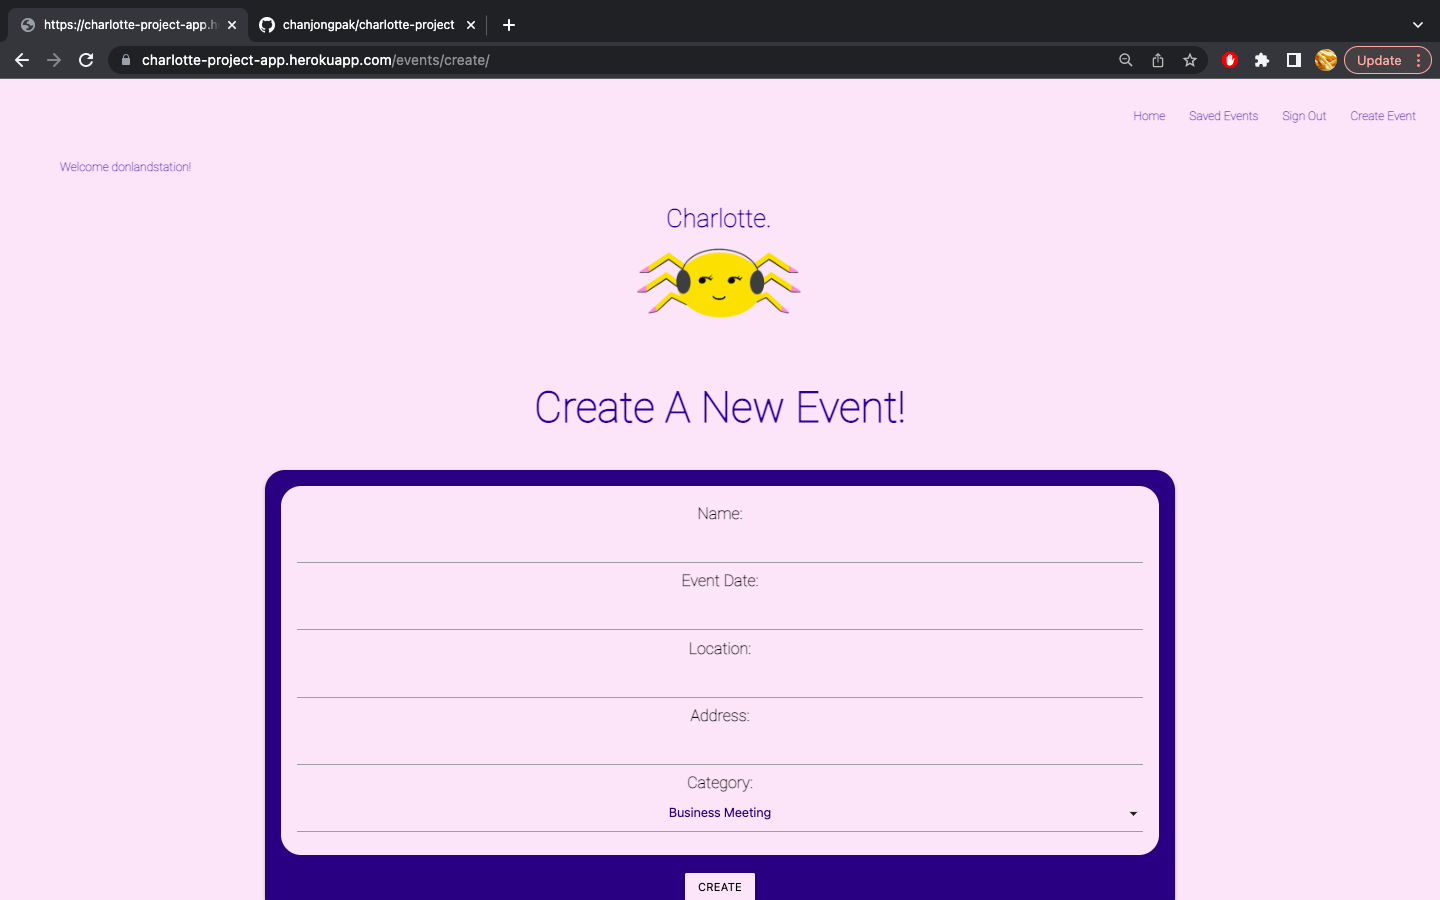 https://charlotte-project-app.h
chanjongpak/charlotte-project
charlotte-project-app.herokuapp.com/events/create/
Update
Home
Saved Events
Sign Out
Create Event
Welcome donlandstation!
Charlotte.
Create A New Event!
Name:
Event Date:
Location:
Address:
Category:
Business Meeting
CREATE